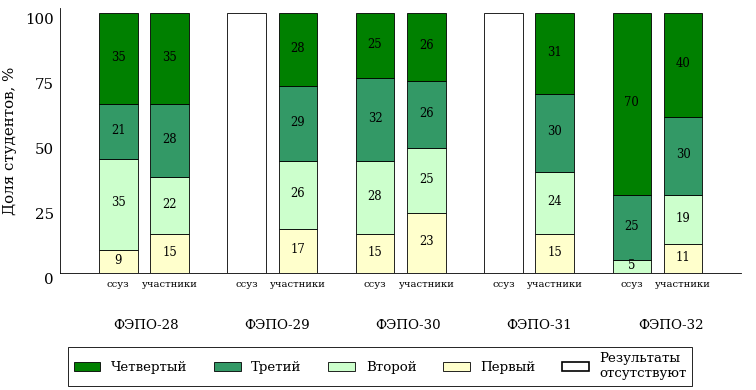 Доля студентов, %
100
75
50
25
0
35 35 28 25 26 31 70 40
21 28 29 32 26 30 25 30
35 22 26 28 25 24 5 19
9 15 17 15 23 15 11
ссуз участники ссуз участники ссуз участники ссуз участники ссуз участники
ФЭПО-28 ФЭПО-29 ФЭПО-30 ФЭПО-31 ФЭПО-32
Четвертый Третий Второй Первый Результаты
отсутствуют